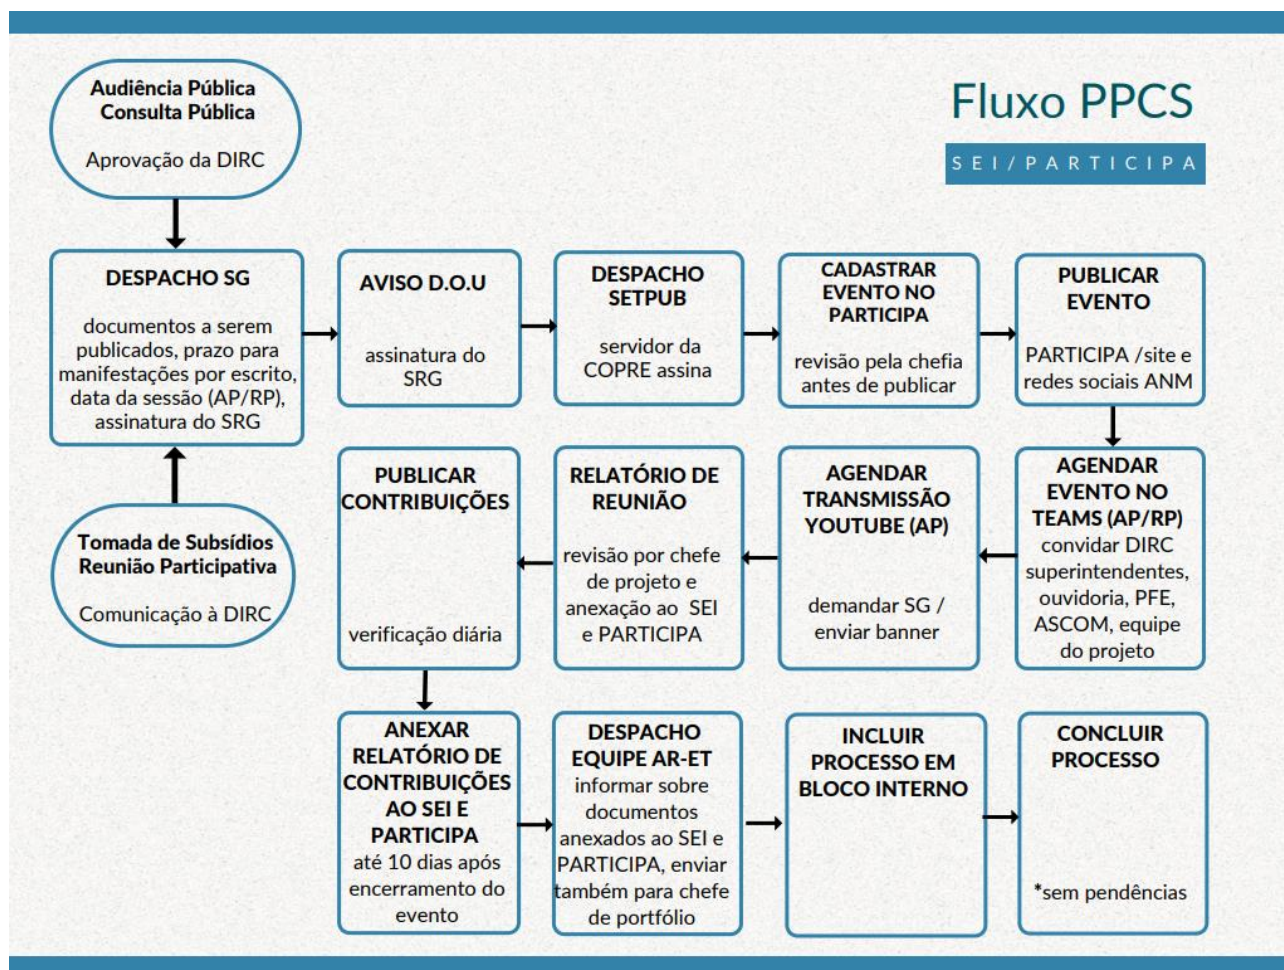 Fluxo PPCS
SEI/PARTICIPA
Audiência Pública
Consulta Pública
Aprovação da DIRC
DESPACHO SG
documentos a serem
publicados, prazo para
manifestações por escrito,
data da sessão (AP/RP),
assinatura do SRG
Tomada de Subsídios
Reunião Participativa
Comunicação à DIRC
AVISO D.O.U
assinatura do
SRG
DESPACHO
SETPUB
servidor da
COPRE assina
CADASTRAR
EVENTO NO
PARTICIPA
revisão pela chefia
antes de publicar
PUBLICAR
EVENTO
PARTICIPA /site e
redes sociais ANM
AGENDAR
EVENTO NO
TEAMS (AP/RP)
convidar DIRC
superintendentes,
ouvidoria, PFE,
ASCOM, equipe
do projeto
AGENDAR
TRANSMISSÃO
YOUTUBE (AP)
demandar SG /
enviar banner
RELATÓRIO DE
REUNIÃO
revisão por chefe
de projeto e
anexação ao SEI
e PARTICIPA
PUBLICAR
CONTRIBUIÇÕES
verificação diária
ANEXAR
RELATÓRIO DE
CONTRIBUIÇÕES
AO SEI E
PARTICIPA
até 10 dias após
encerramento do
evento
DESPACHO
EQUIPE AR-ET
informar sobre
documentos
anexados ao SEI e
PARTICIPA, enviar
também para chefe
de portfólio
INCLUIR
PROCESSO EM
BLOCO INTERNO
CONCLUIR
PROCESSO
*sem pendências